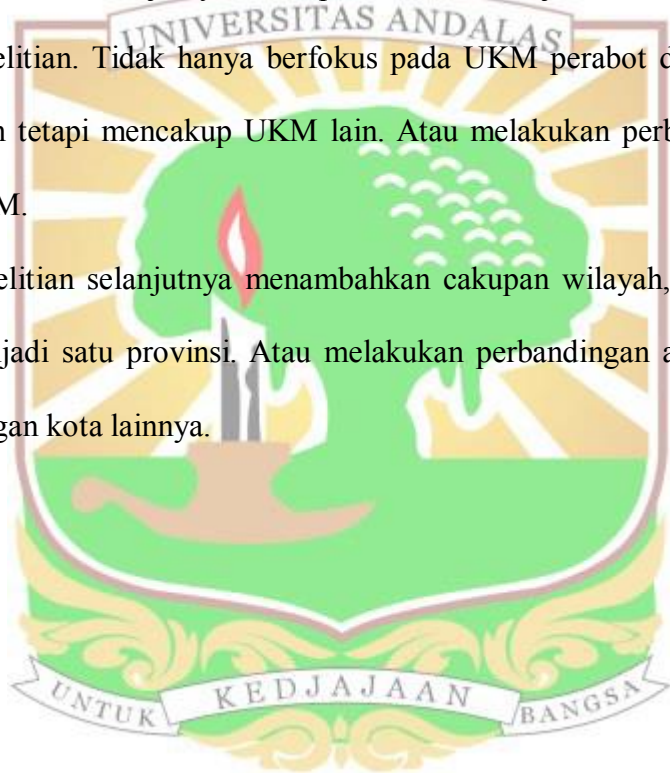 UNIVERSITAS ANDALAS
elitian. Tidak hanya berfokus pada UKM perabot d
n tetapi mencakup UKM lain. Atau melakukan perb
M.
elitian selanjutnya menambahkan cakupan wilayah,
jadi satu provinsi. Atau melakukan perbandingan a
gan kota lainnya.
UNTUK KEDJAJAAN BANGSA